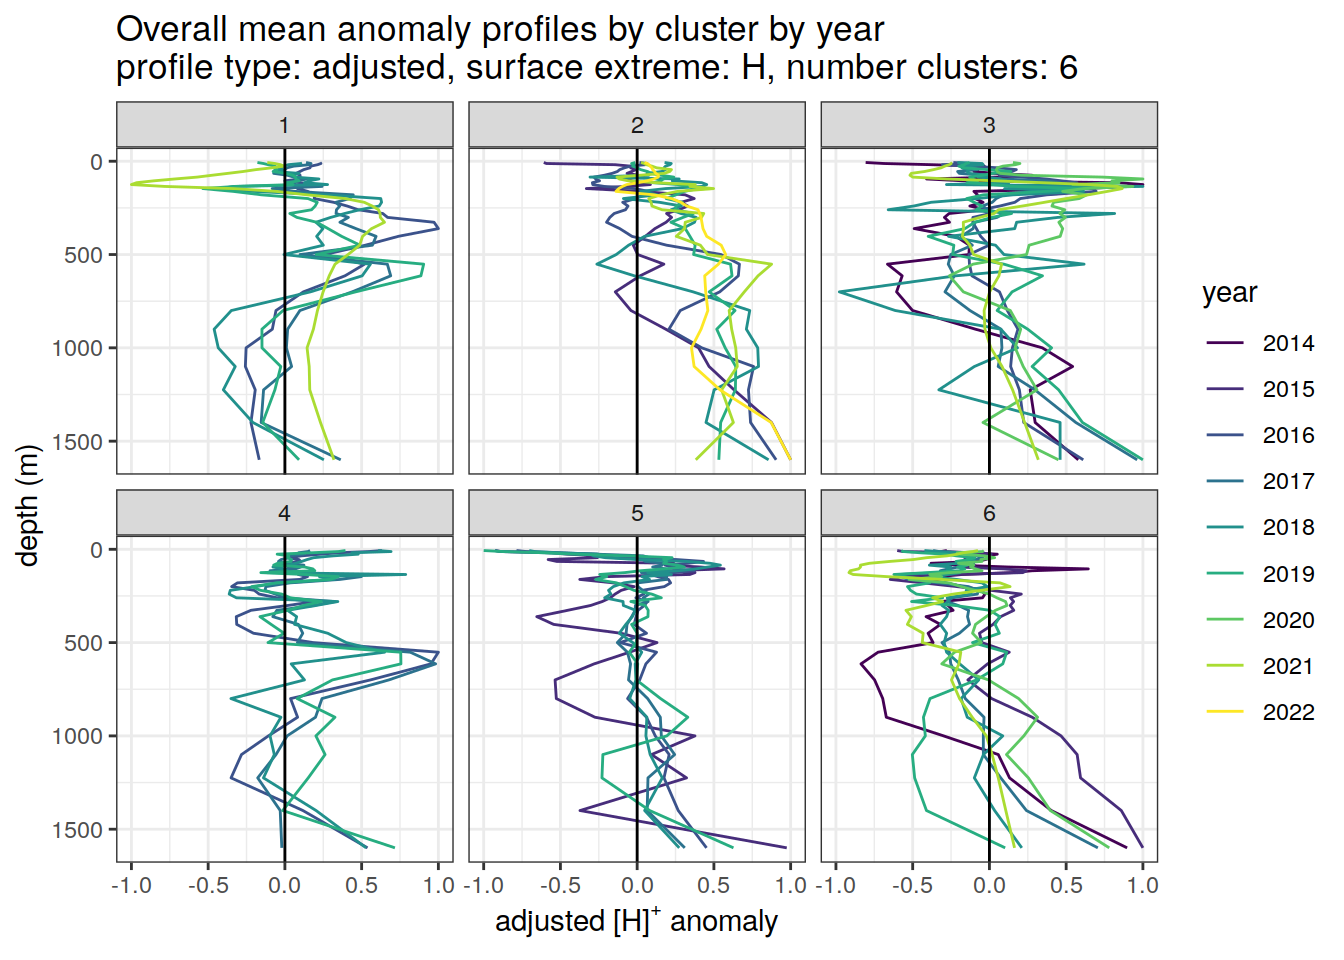 Overall mean anomaly profiles by cluster by year
profile type: adjusted, surface extreme: H, number clusters: 6
1
2
3
0
500
1000
1500
4
5
6
0
500
1000
1500
-1.0 -0.5 0.0 0.5 1.0
-1.0 -0.5 0.0 0.5 1.0
-1.0 -0.5 0.0 0.5 1.0
depth (m)
adjusted [H]⁺ anomaly
year
2014
2015
2016
2017
2018
2019
2020
2021
2022